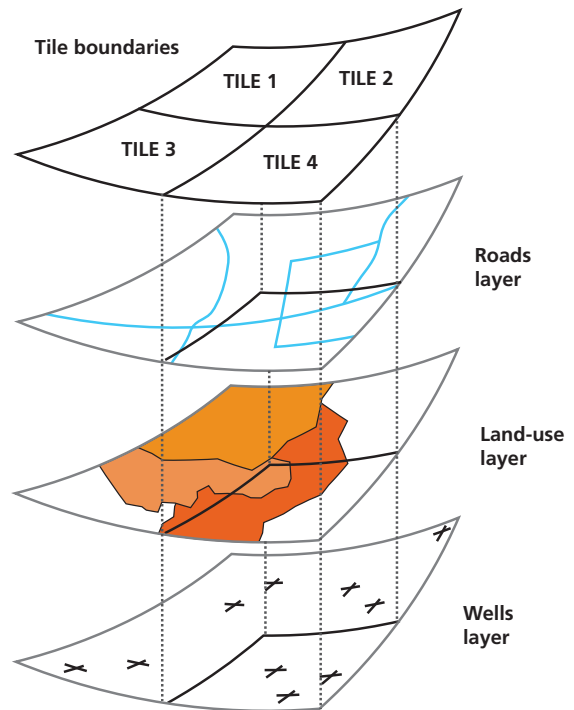 Tile boundaries
TILE 1
TILE 2
TILE 3
TILE 4
Roads
layer
Land-use
layer
Wells
layer